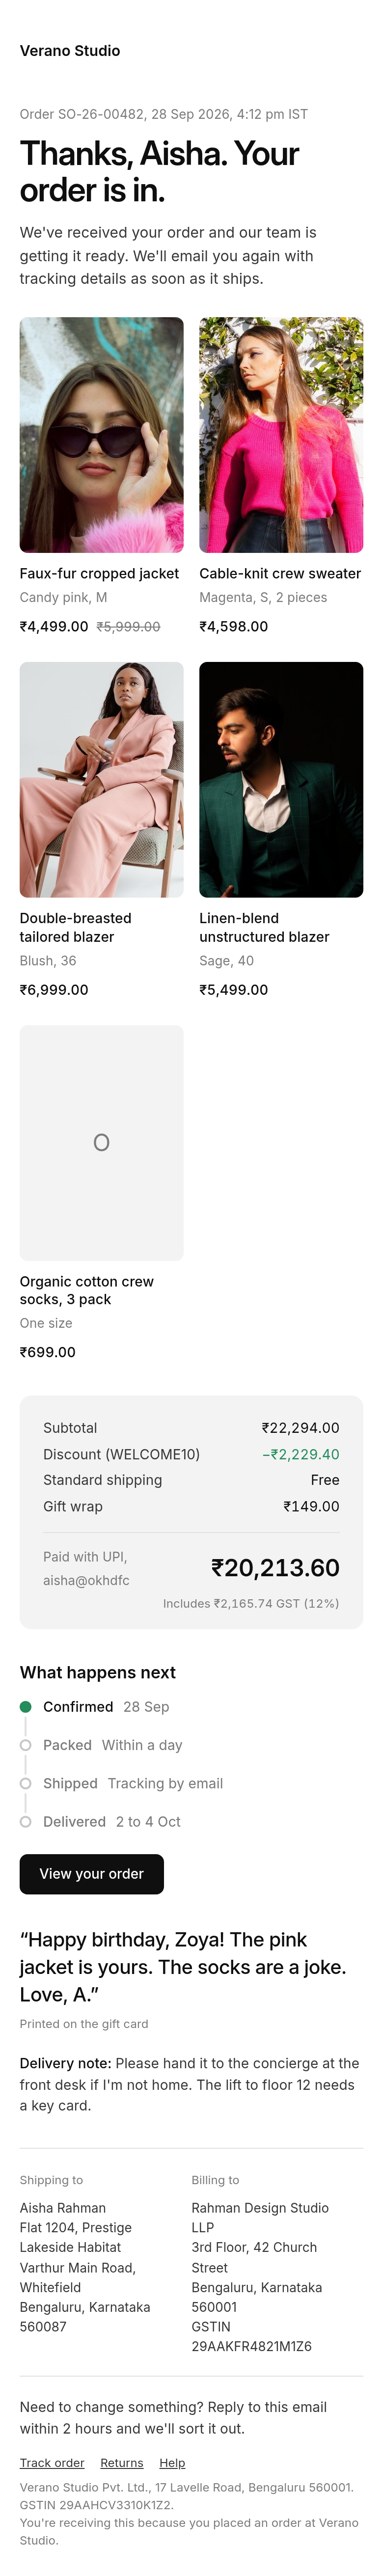 Verano Studio
Order SO-26-00482, 28 Sep 2026, 4:12 pm IST
Thanks, Aisha. Your
order is in.
We've received your order and our team is
getting it ready. We'll email you again with
tracking details as soon as it ships.
Faux-fur cropped jacket
Candy pink, M
₹4,499.00 ₹5,999.00
Cable-knit crew sweater
Magenta, S, 2 pieces
₹4,598.00
Double-breasted
tailored blazer
Blush, 36
₹6,999.00
Linen-blend
unstructured blazer
Sage, 40
₹5,499.00
O
Organic cotton crew
socks, 3 pack
One size
₹699.00
Subtotal ₹22,294.00
Discount (WELCOME10) −₹2,229.40
Standard shipping Free
Gift wrap ₹149.00
Paid with UPI,
aisha@okhdfc
₹20,213.60
Includes ₹2,165.74 GST (12%)
What happens next
Confirmed 28 Sep
Packed Within a day
Shipped Tracking by email
Delivered 2 to 4 Oct
View your order
“Happy birthday, Zoya! The pink
jacket is yours. The socks are a joke.
Love, A.”
Printed on the gift card
Delivery note: Please hand it to the concierge at the
front desk if I'm not home. The lift to floor 12 needs
a key card.
Shipping to
Aisha Rahman
Flat 1204, Prestige
Lakeside Habitat
Varthur Main Road,
Whitefield
Bengaluru, Karnataka
560087
Billing to
Rahman Design Studio
LLP
3rd Floor, 42 Church
Street
Bengaluru, Karnataka
560001
GSTIN
29AAKFR4821M1Z6
Need to change something? Reply to this email
within 2 hours and we'll sort it out.
Track order Returns Help
Verano Studio Pvt. Ltd., 17 Lavelle Road, Bengaluru 560001.
GSTIN 29AAHCV3310K1Z2.
You're receiving this because you placed an order at Verano
Studio.